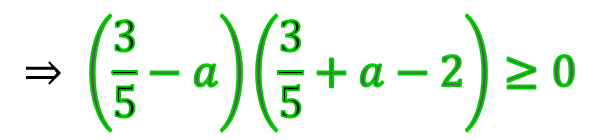 ⇒ (3/5 − a)(3/5 + a − 2) ≥ 0